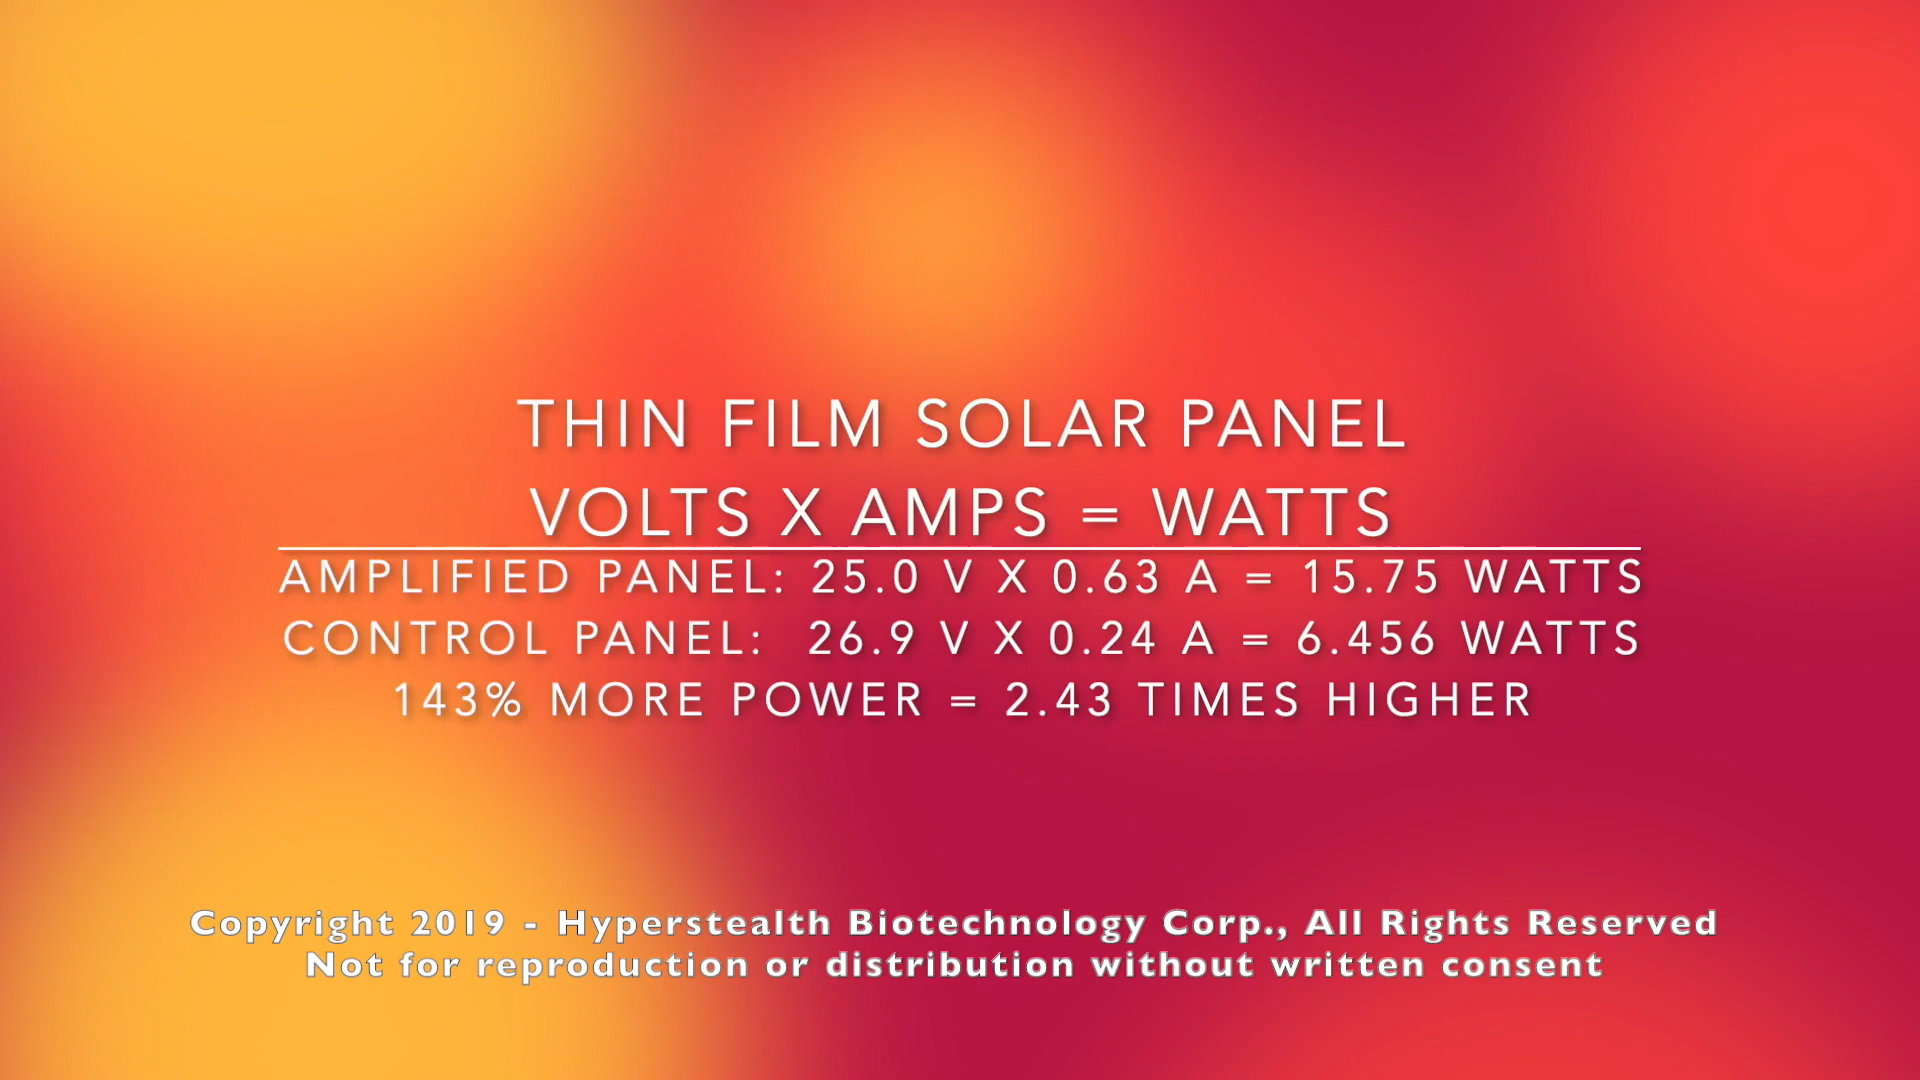 THIN FILM SOLAR PANEL
VOLTS X AMPS = WATTS
AMPLIFIED PANEL: 25.0 V X 0.63 A = 15.75 WATTS
CONTROL PANEL: 26.9 V X 0.24 A = 6.456 WATTS
143% MORE POWER = 2.43 TIMES HIGHER
Copyright 2019 - Hyperstealth Biotechnology Corp., All Rights Reserved
Not for reproduction or distribution without written consent